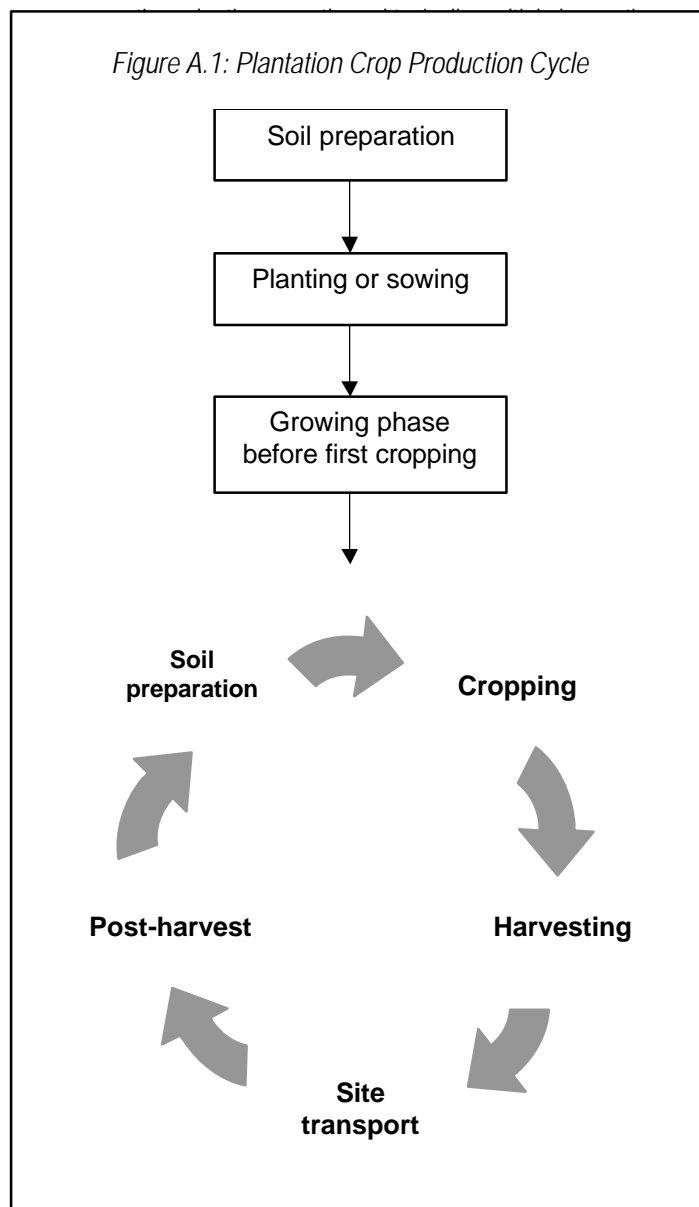 Figure A.1: Plantation Crop Production Cycle
Soil preparation
Planting or sowing
Growing phase
before first cropping
Soil
preparation
Cropping
Post-harvest
Harvesting
Site
transport